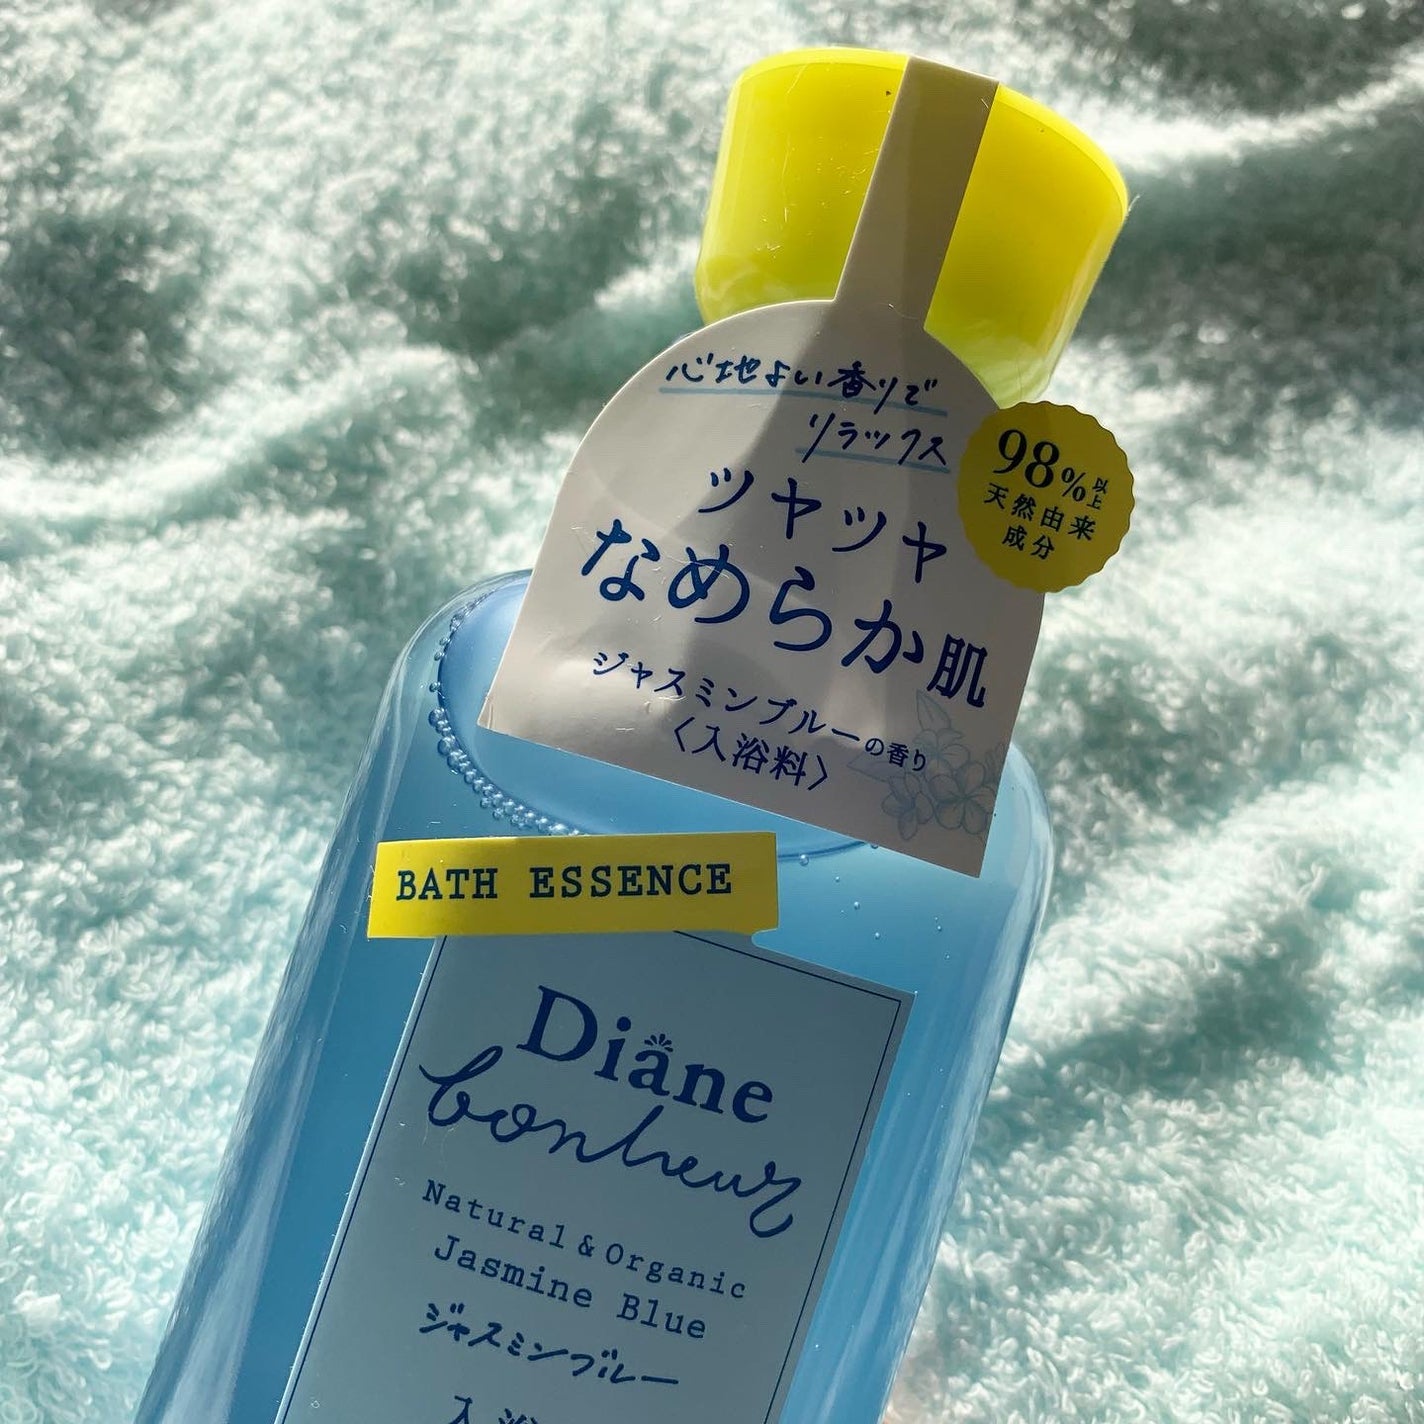 心地よい香りで
リラックス
ツヤツヤ
なめらか肌
ジャスミンブルーの香り
〈入浴料〉
98%以上
天然由来
成分
BATH ESSENCE
Diane
bonheur
Natural & Organic
Jasmine Blue
ジャスミンブルー
入浴